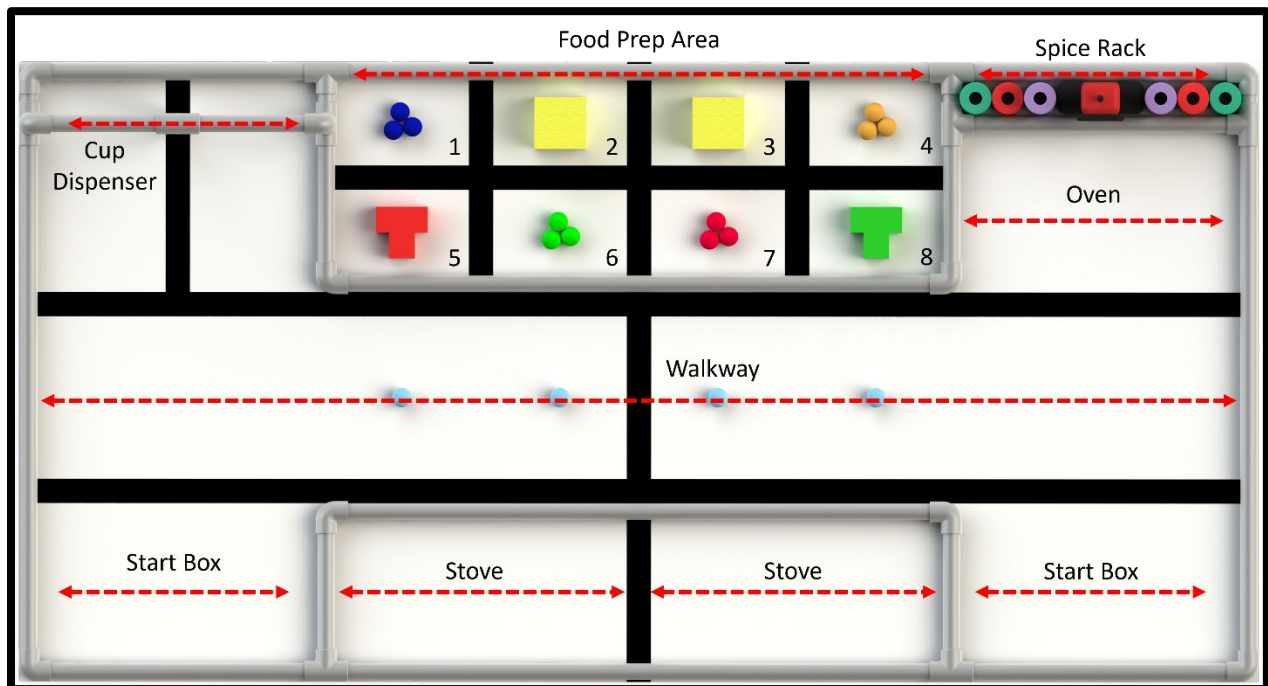 Food Prep Area
Spice Rack
Cup
Dispenser
1
2
3
4
5
6
7
8
Oven
Walkway
Start Box
Stove
Stove
Start Box